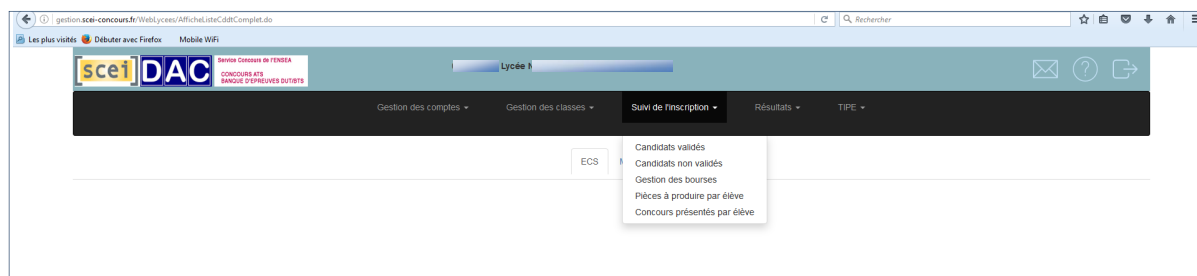 gestion.scei-concours.fr/WebLycees/AfficheListeCddtComplet.do
Rechercher
Les plus visités Débuter avec Firefox Mobile WiFi
scei DAC
Service Concours de l'ENSEA
CONCOURS ATS
BANQUE D'EPREUVES DUT/BTS
Lycée
Gestion des comptes Gestion des classes Suivi de l'inscription Résultats TIPE
ECS
Candidats validés
Candidats non validés
Gestion des bourses
Pièces à produire par élève
Concours présentés par élève